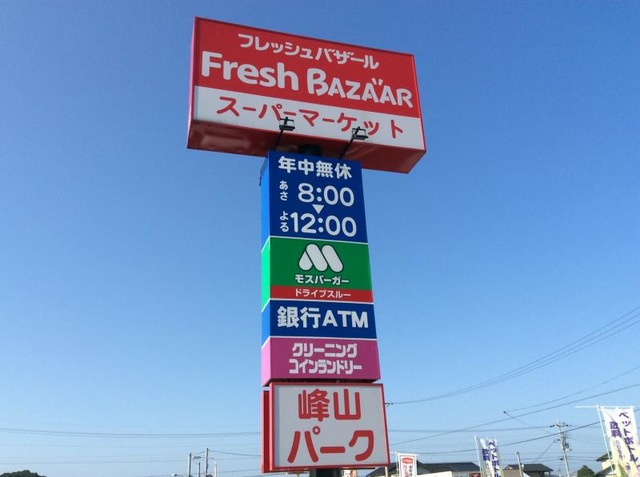 フレッシュバザール
Fresh BAZAAR
スーパーマーケット
年中無休
あさ 8:00
よる 12:00
モスバーガー
ドライブスルー
銀行ATM
クリーニング
コインランドリー
峰山
パーク